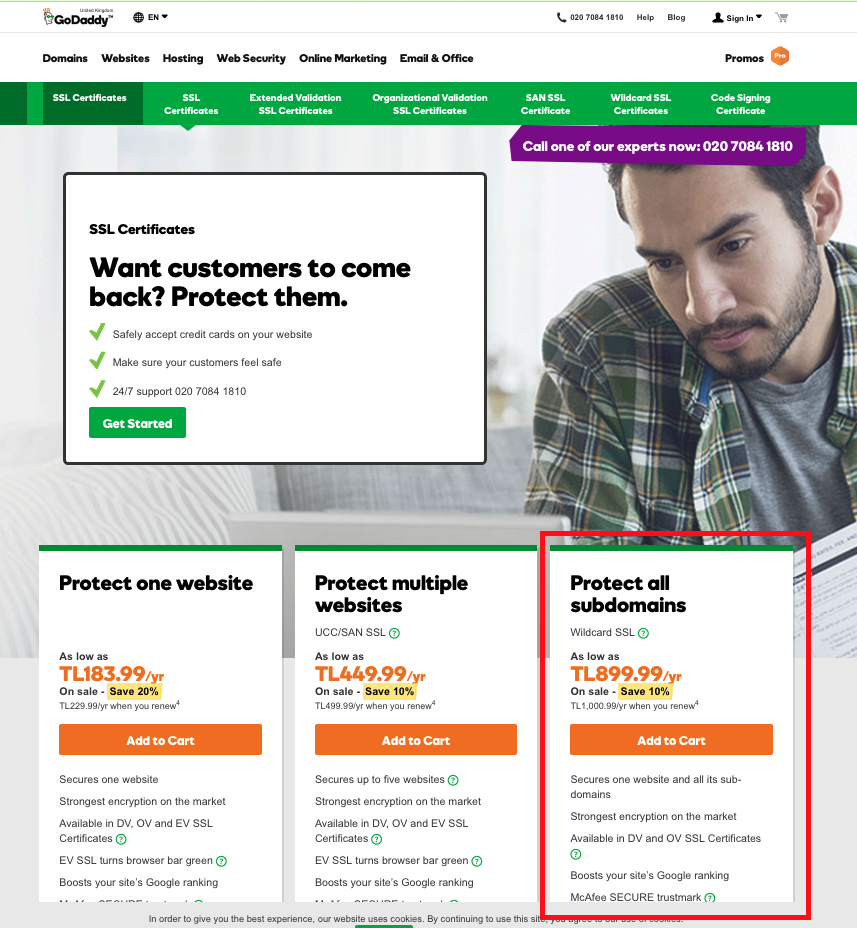 United Kingdom
GoDaddy™
EN
020 7084 1810 Help Blog Sign In
Domains Websites Hosting Web Security Online Marketing Email & Office Promos Pro
SSL Certificates
SSL
Certificates
Extended Validation
SSL Certificates
Organizational Validation
SSL Certificates
SAN SSL
Certificate
Wildcard SSL
Certificates
Code Signing
Certificate
Call one of our experts now: 020 7084 1810
SSL Certificates
Want customers to come
back? Protect them.
Safely accept credit cards on your website
Make sure your customers feel safe
24/7 support 020 7084 1810
Get Started
Protect one website
As low as
TL183.99/yr
On sale - Save 20%
TL229.99/yr when you renew4
Add to Cart
Secures one website
Strongest encryption on the market
Available in DV, OV and EV SSL
Certificates ?
EV SSL turns browser bar green ?
Boosts your site's Google ranking
Protect multiple
websites
UCC/SAN SSL ?
As low as
TL449.99/yr
On sale - Save 10%
TL499.99/yr when you renew4
Add to Cart
Secures up to five websites ?
Strongest encryption on the market
Available in DV, OV and EV SSL
Certificates ?
EV SSL turns browser bar green ?
Boosts your site's Google ranking
Protect all
subdomains
Wildcard SSL ?
As low as
TL899.99/yr
On sale - Save 10%
TL1,000.99/yr when you renew4
Add to Cart
Secures one website and all its sub-
domains
Strongest encryption on the market
Available in DV and OV SSL Certificates
?
Boosts your site's Google ranking
McAfee SECURE trustmark ?
In order to give you the best experience, our website uses cookies. By continuing to use this site, you agree to our use of cookies.